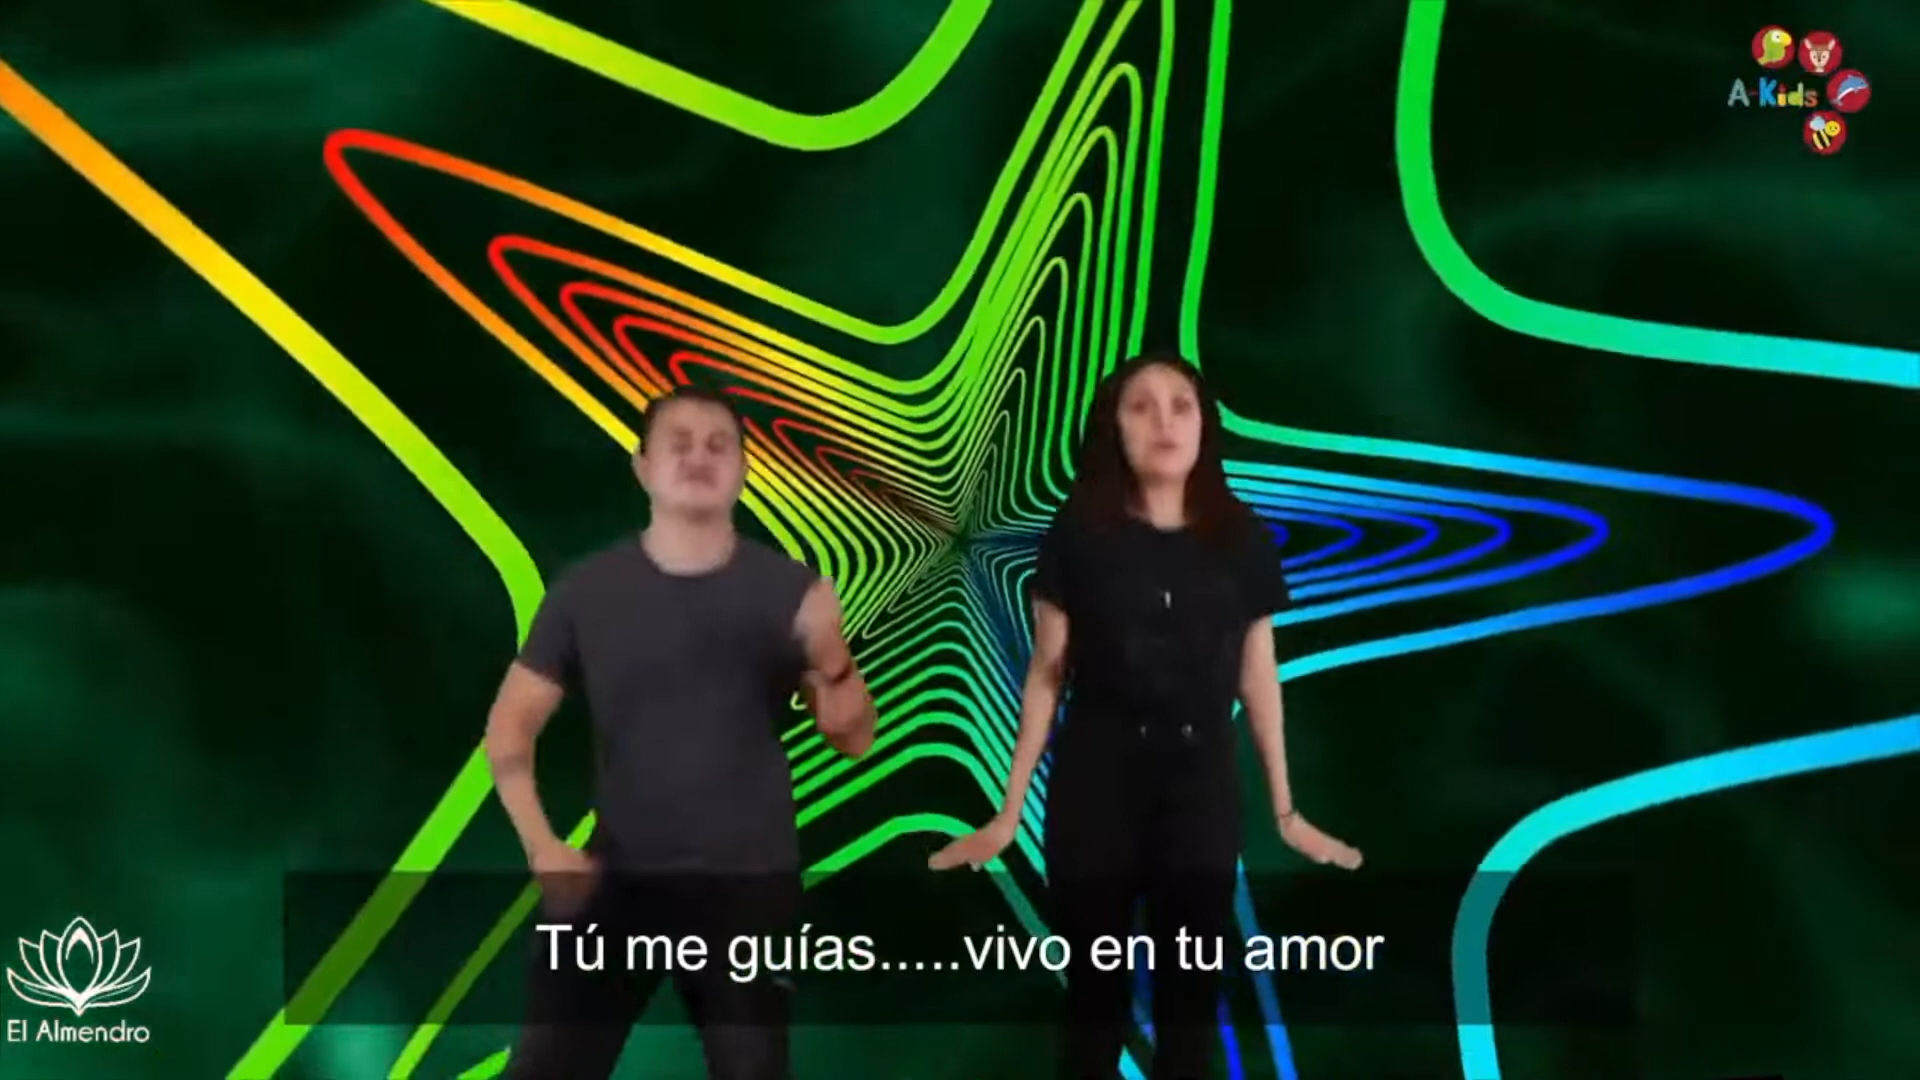 A-Kids
Tú me guías.....vivo en tu amor
El Almendro